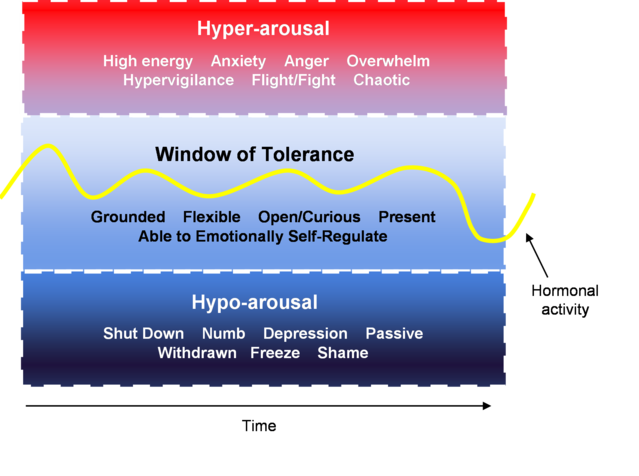 Hyper-arousal
High energy Anxiety Anger Overwhelm
Hypervigilance Flight/Fight Chaotic
Window of Tolerance
Grounded Flexible Open/Curious Present
Able to Emotionally Self-Regulate
Hypo-arousal
Shut Down Numb Depression Passive
Withdrawn Freeze Shame
Hormonal
activity
Time